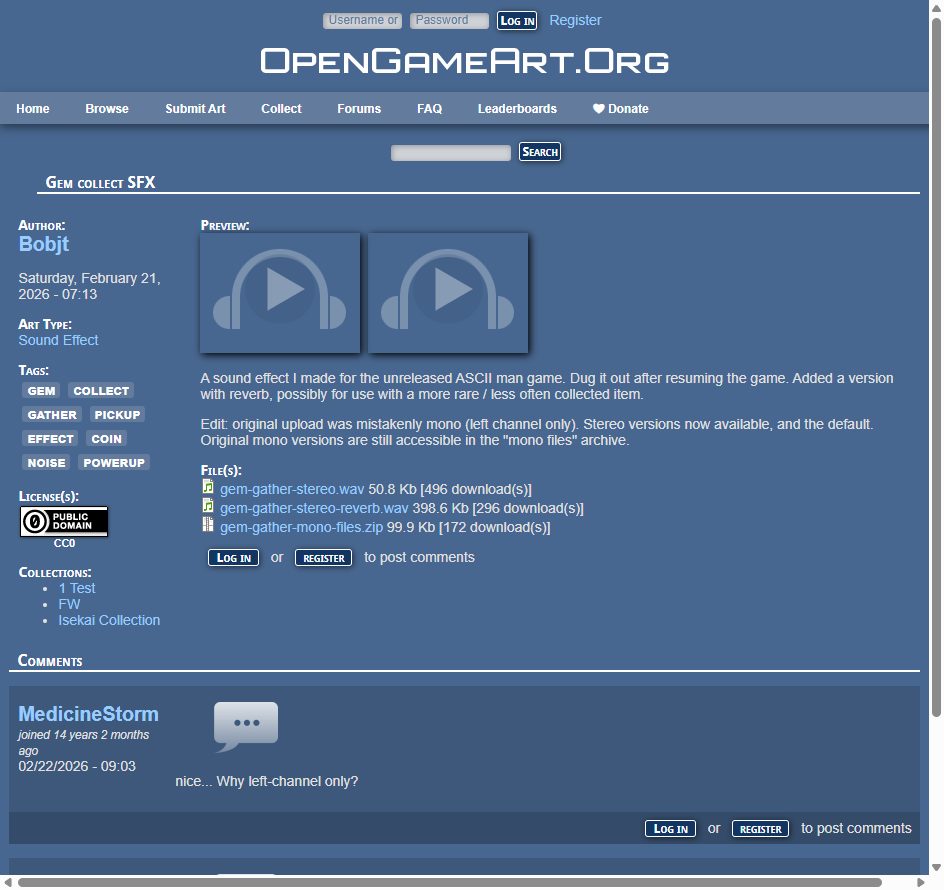 Username or
Password
Log in
Register
OpenGameArt.Org
Home
Browse
Submit Art
Collect
Forums
FAQ
Leaderboards
Donate
Search
Gem collect SFX
Author:
Bobjt
Saturday, February 21,
2026 - 07:13
Art Type:
Sound Effect
Tags:
GEM
COLLECT
GATHER
PICKUP
EFFECT
COIN
NOISE
POWERUP
License(s):
PUBLIC
DOMAIN
CC0
Collections:
1 Test
FW
Isekai Collection
Preview:
A sound effect I made for the unreleased ASCII man game. Dug it out after resuming the game. Added a version
with reverb, possibly for use with a more rare / less often collected item.
Edit: original upload was mistakenly mono (left channel only). Stereo versions now available, and the default.
Original mono versions are still accessible in the "mono files" archive.
File(s):
gem-gather-stereo.wav 50.8 Kb [496 download(s)]
gem-gather-stereo-reverb.wav 398.6 Kb [296 download(s)]
gem-gather-mono-files.zip 99.9 Kb [172 download(s)]
Log in or register to post comments
Comments
MedicineStorm
joined 14 years 2 months
ago
02/22/2026 - 09:03
nice... Why left-channel only?
Log in or register to post comments